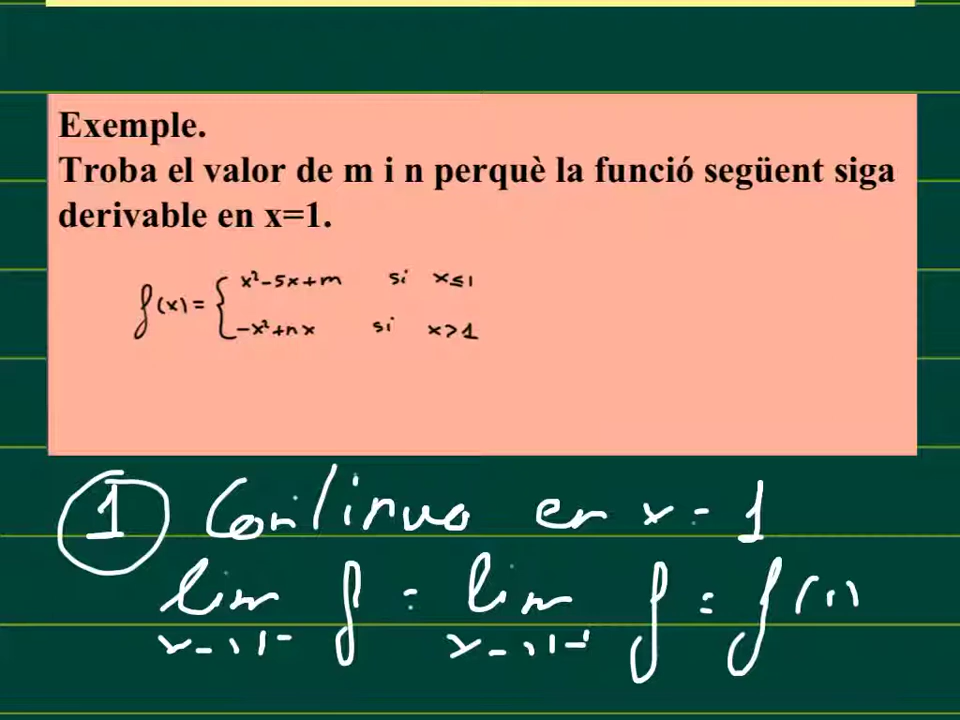 Exemple.
Troba el valor de m i n perquè la funció següent siga
derivable en x=1.
f(x) = { x²-5x+m si x≤1
-x²+nx si x>1
1 Continua en x=1
lim f = lim f = f(1)
x->1- x->1+